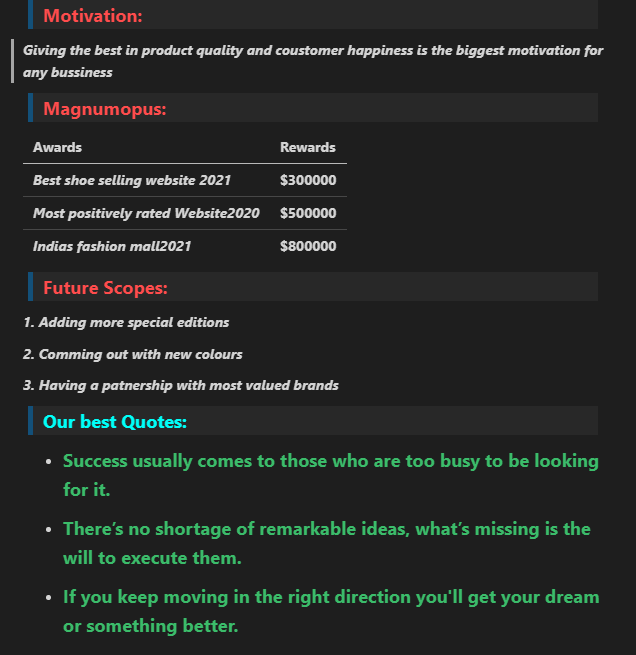 Motivation:
Giving the best in product quality and coustomer happiness is the biggest motivation for
any bussiness
Magnumopus:
Awards Rewards
Best shoe selling website 2021 $300000
Most positively rated Website2020 $500000
Indias fashion mall2021 $800000
Future Scopes:
1. Adding more special editions
2. Comming out with new colours
3. Having a patnership with most valued brands
Our best Quotes:
• Success usually comes to those who are too busy to be looking
for it.
• There’s no shortage of remarkable ideas, what’s missing is the
will to execute them.
• If you keep moving in the right direction you'll get your dream
or something better.